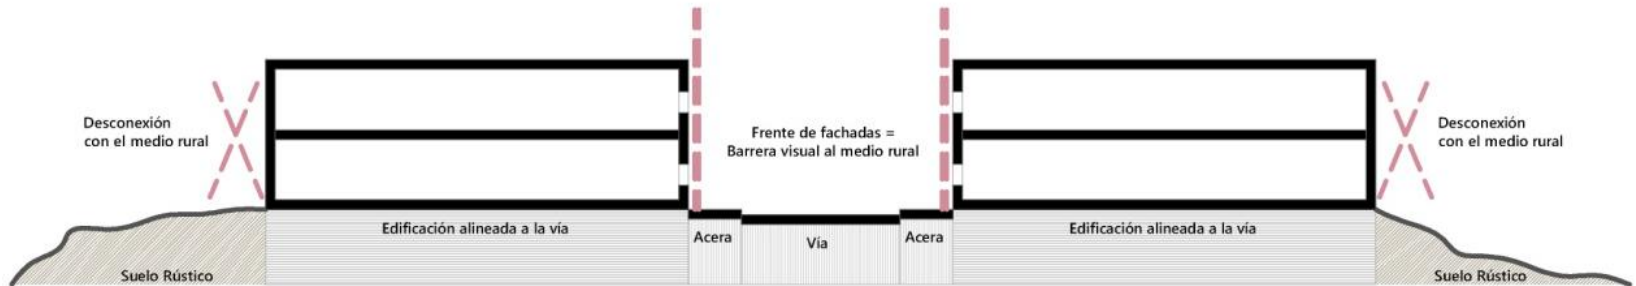 Desconexión
con el medio rural
Frente de fachadas =
Barrera visual al medio rural
Desconexión
con el medio rural
Edificación alineada a la vía
Acera
Vía
Acera
Edificación alineada a la vía
Suelo Rústico
Suelo Rústico